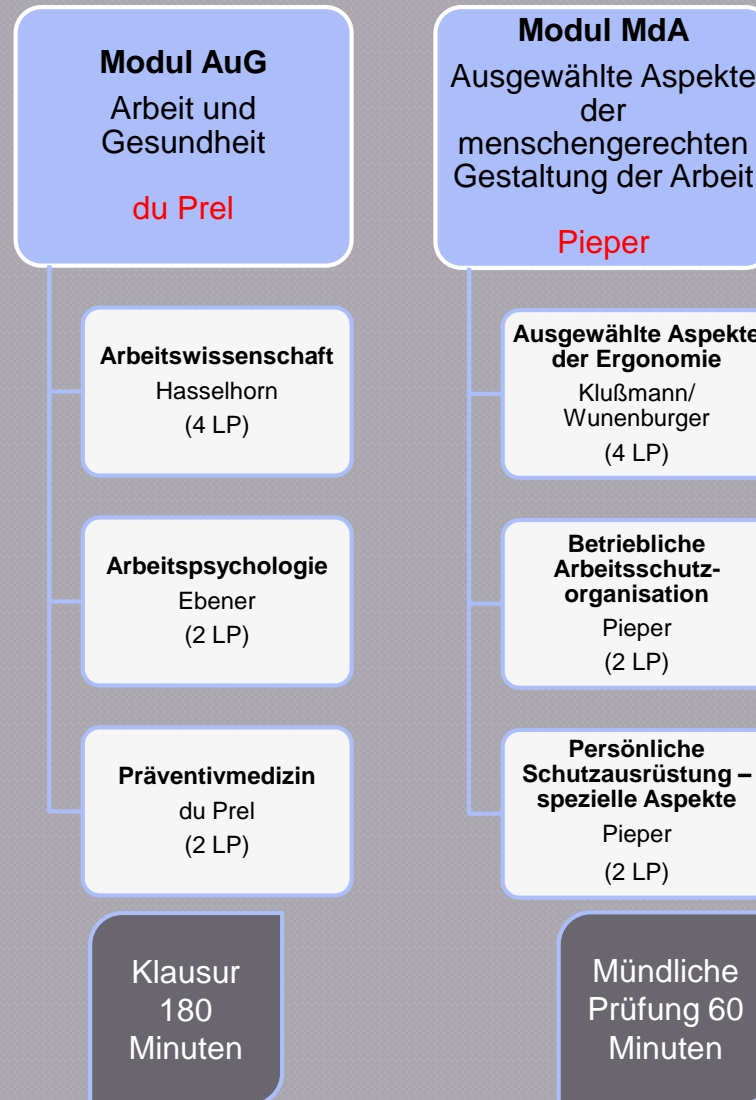 Modul AuG
Arbeit und
Gesundheit
du Prel
Arbeitswissenschaft
Hasselhorn
(4 LP)
Arbeitspsychologie
Ebener
(2 LP)
Präventivmedizin
du Prel
(2 LP)
Klausur
180
Minuten
Modul MdA
Ausgewählte Aspekte
der
menschengerechten
Gestaltung der Arbeit
Pieper
Ausgewählte Aspekte
der Ergonomie
Klußmann/
Wunenburger
(4 LP)
Betriebliche
Arbeitsschutz-
organisation
Pieper
(2 LP)
Persönliche
Schutzausrüstung –
spezielle Aspekte
Pieper
(2 LP)
Mündliche
Prüfung 60
Minuten